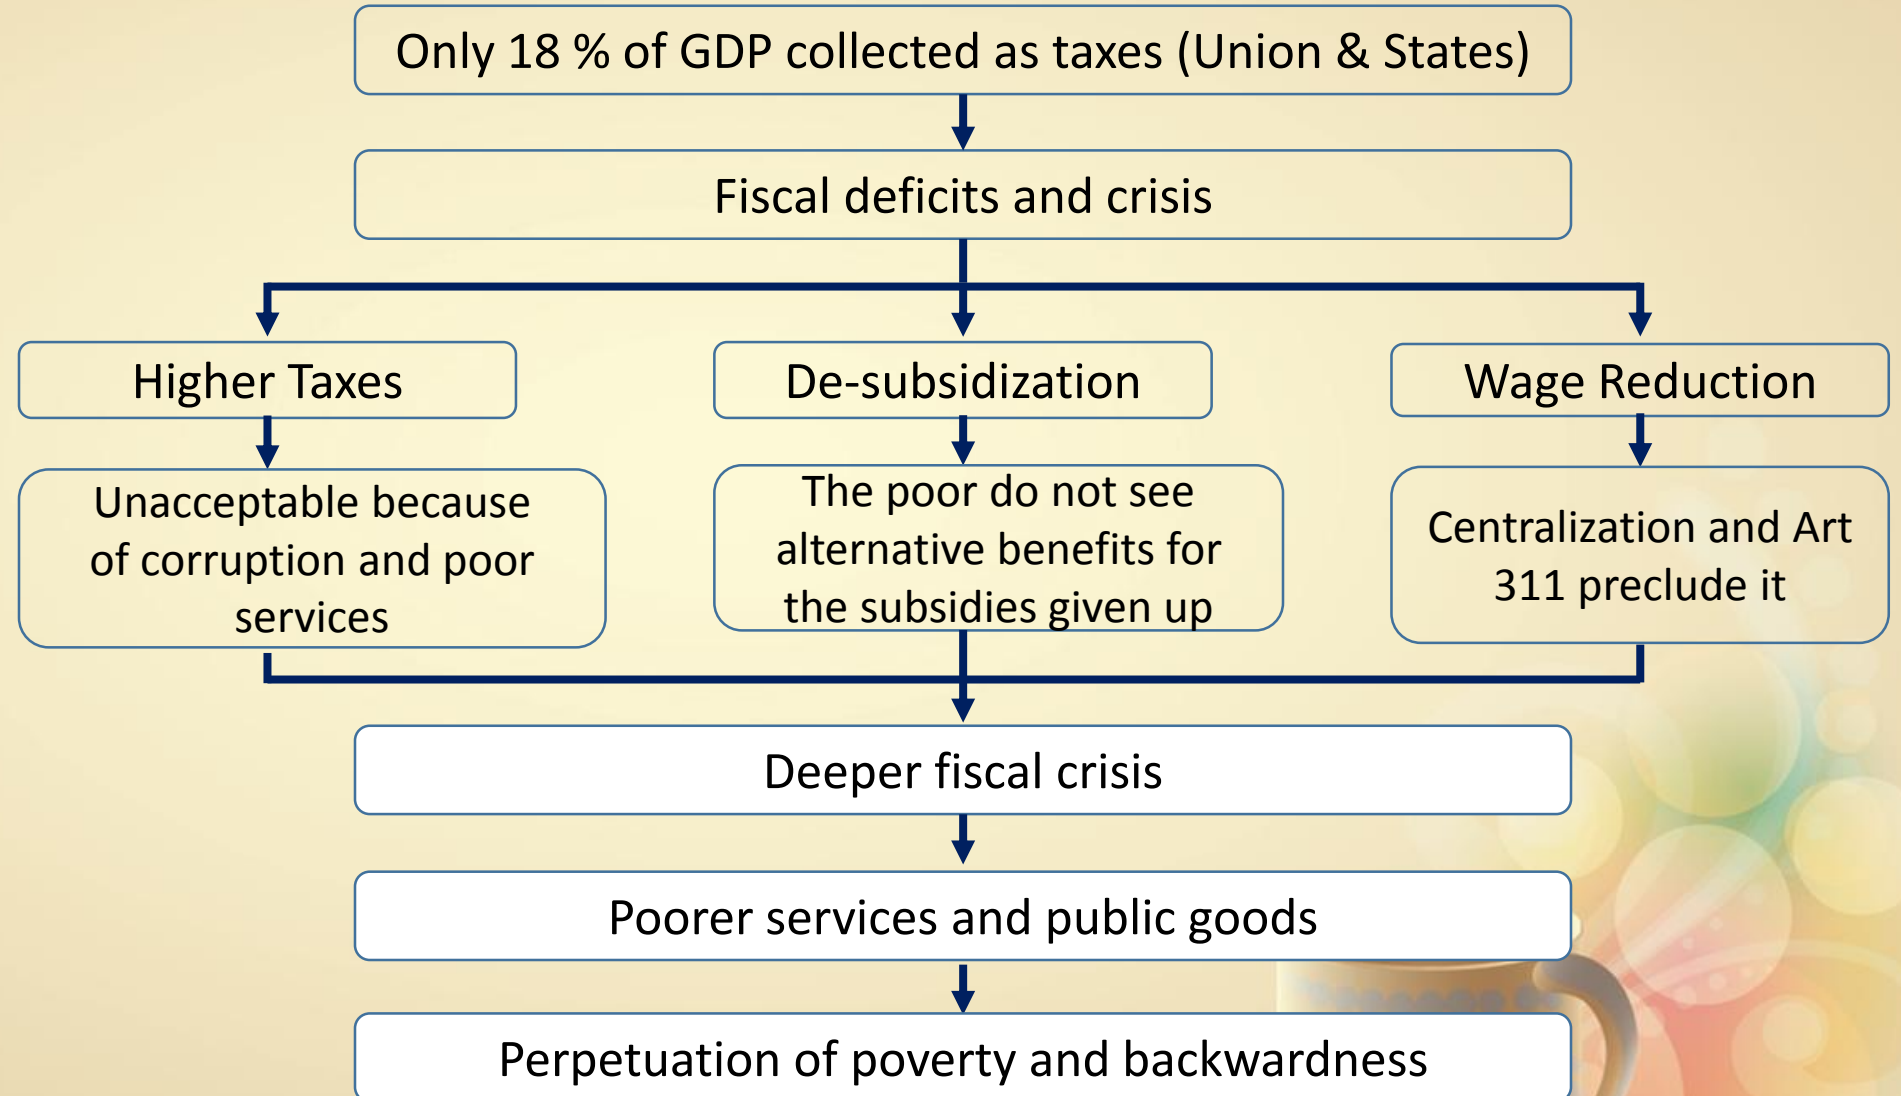 Only 18 % of GDP collected as taxes (Union & States)
Fiscal deficits and crisis
Higher Taxes
De-subsidization
Wage Reduction
Unacceptable because
of corruption and poor
services
The poor do not see
alternative benefits for
the subsidies given up
Centralization and Art
311 preclude it
Deeper fiscal crisis
Poorer services and public goods
Perpetuation of poverty and backwardness